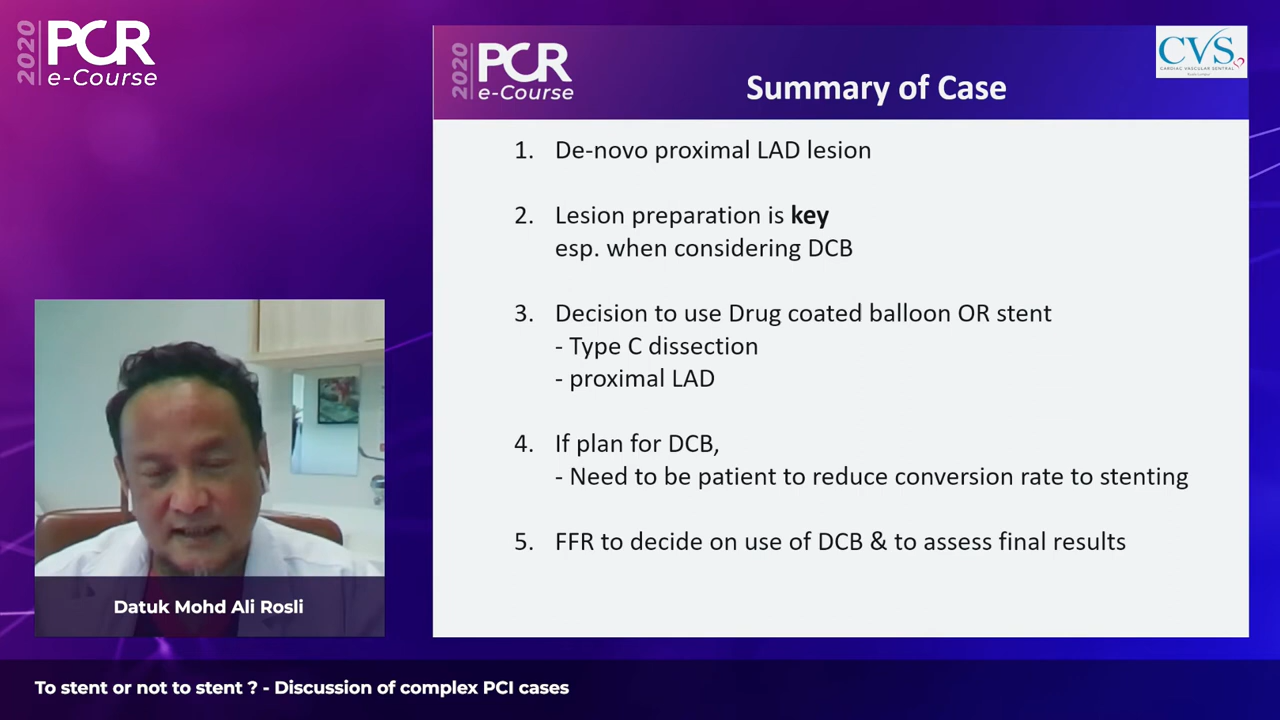 2020 PCR
e-Course
2020 PCR
e-Course
Summary of Case
CVS
CARDIAC VASCULAR SENTRAL
1. De-novo proximal LAD lesion
2. Lesion preparation is key
esp. when considering DCB
3. Decision to use Drug coated balloon OR stent
- Type C dissection
- proximal LAD
4. If plan for DCB,
- Need to be patient to reduce conversion rate to stenting
5. FFR to decide on use of DCB & to assess final results
Datuk Mohd Ali Rosli
To stent or not to stent ? - Discussion of complex PCI cases